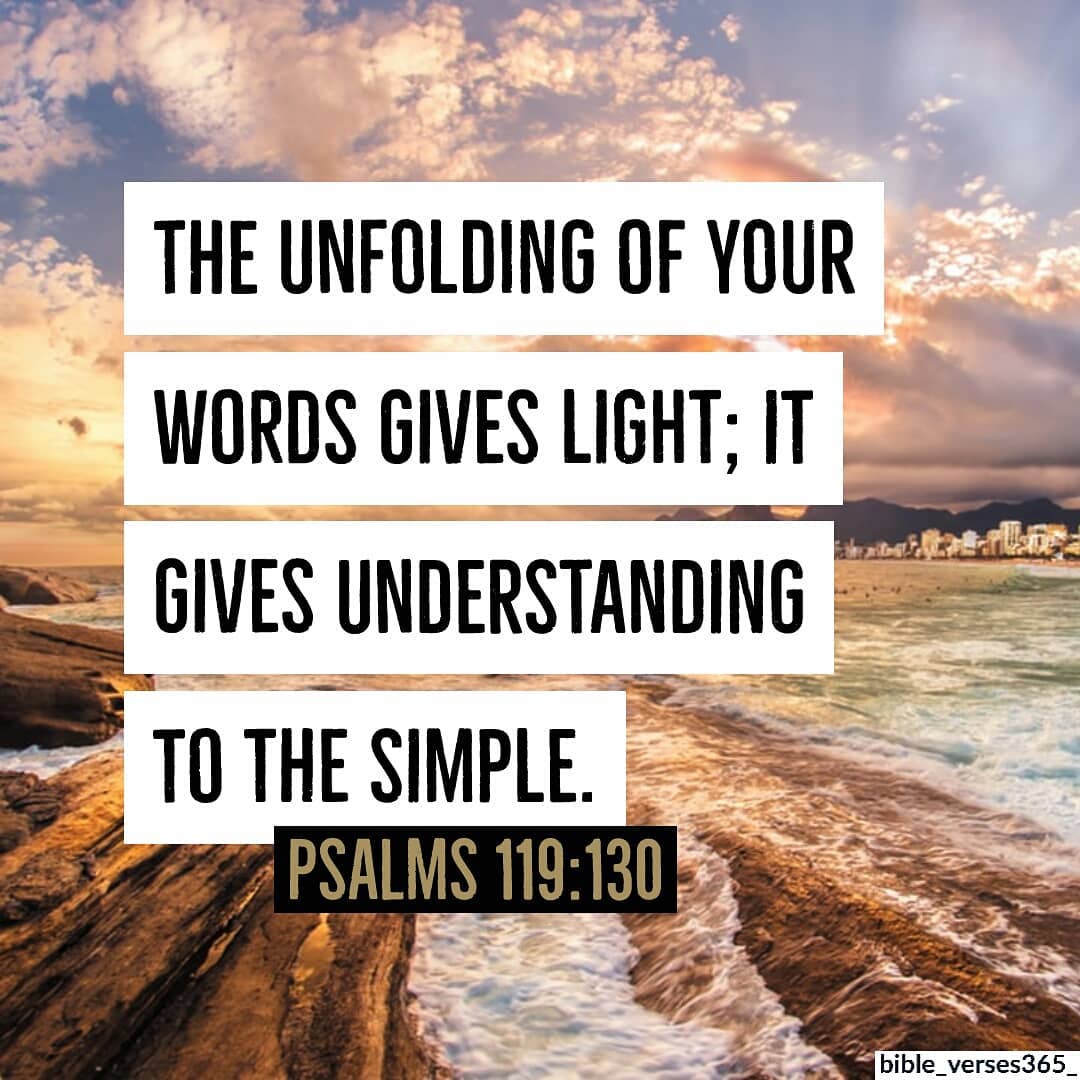 THE UNFOLDING OF YOUR
WORDS GIVES LIGHT; IT
GIVES UNDERSTANDING
TO THE SIMPLE.
PSALMS 119:130
bible_verses365_